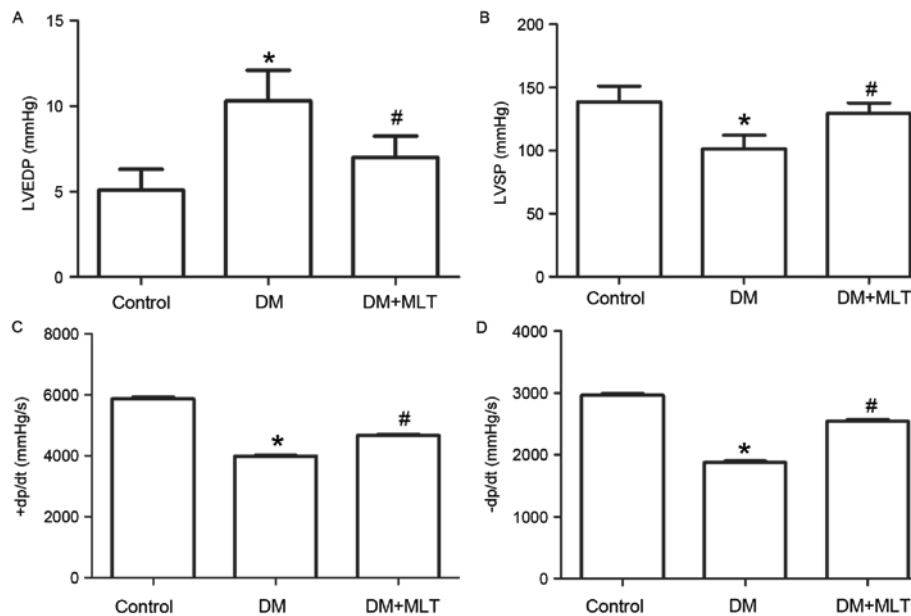 A
LVEDP (mmHg)
15
10
5
0
*
#
Control
DM
DM+MLT
B
LVSP (mmHg)
200
150
100
50
0
*
#
Control
DM
DM+MLT
C
+dp/dt (mmHg/s)
8000
6000
4000
2000
0
*
#
Control
DM
DM+MLT
D
-dp/dt (mmHg/s)
4000
3000
2000
1000
0
*
#
Control
DM
DM+MLT